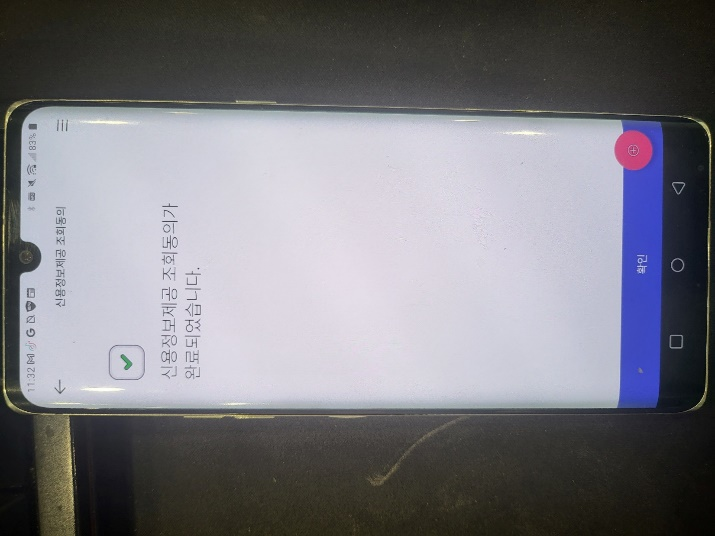 11:32
83%
신용정보제공 조회동의
신용정보제공 조회동의가
완료되었습니다.
확인